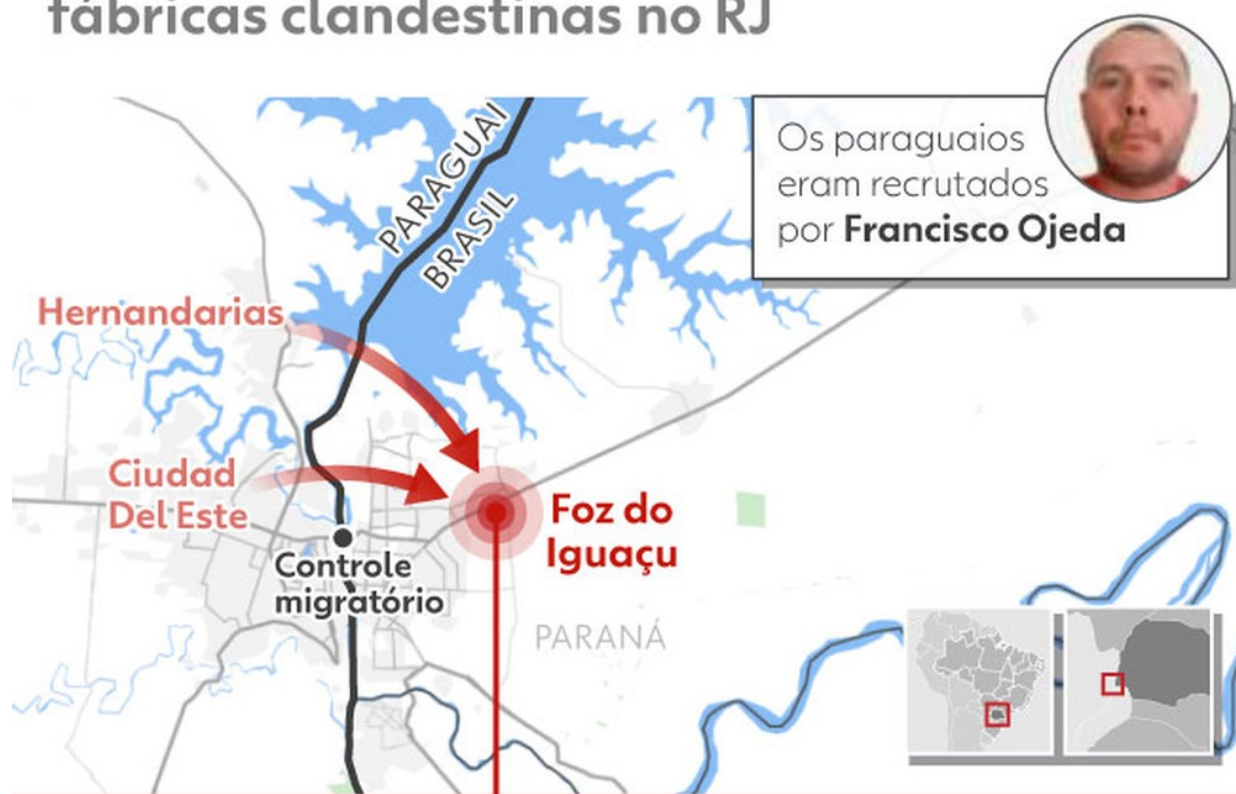 fábricas clandestinas no RJ
Os paraguaios
eram recrutados
por Francisco Ojeda
PARAGUAI
BRASIL
Hernandarias
Ciudad
Del Este
Foz do
Iguaçu
Controle
migratório
PARANÁ